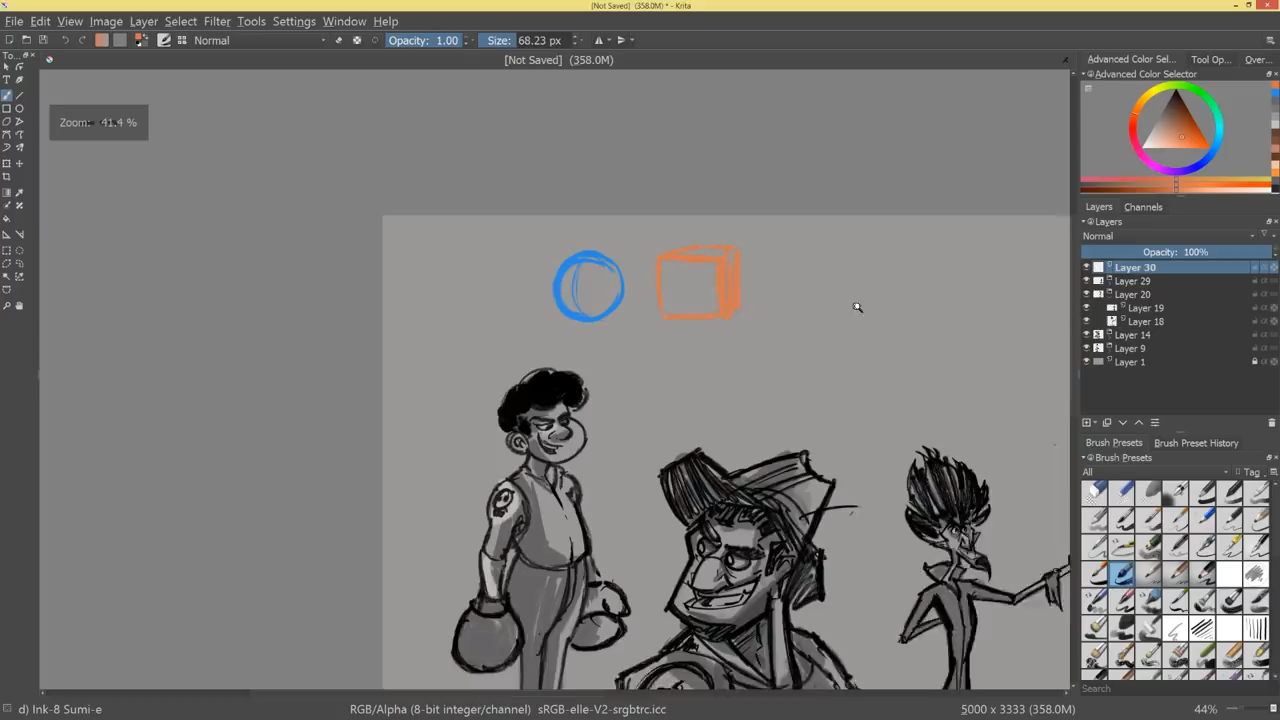 [Not Saved] (358.0M) * - Krita
File Edit View Image Layer Select Filter Tools Settings Window Help
Normal
Opacity: 1.00
Size: 68.23 px
To...
[Not Saved] (358.0M)
Advanced Color Sel...
Tool Op...
Over...
Advanced Color Selector
Zoom: 41.4 %
Layers Channels
Layers
Normal
Opacity: 100%
Layer 30
Layer 29
Layer 20
Layer 19
Layer 18
Layer 14
Layer 9
Layer 1
Brush Presets Brush Preset History
Brush Presets
All
Tag
Search
d) Ink-8 Sumi-e
RGB/Alpha (8-bit integer/channel) sRGB-elle-V2-srgbtrc.icc
5000 x 3333 (358.0M)
44%